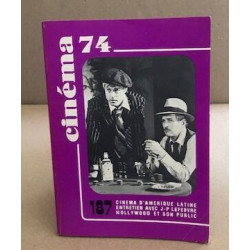 cinéma 74
187
CINEMA D'AMERIQUE LATINE
ENTRETIEN AVEC J-P LEFEBVRE
HOLLYWOOD ET SON PUBLIC